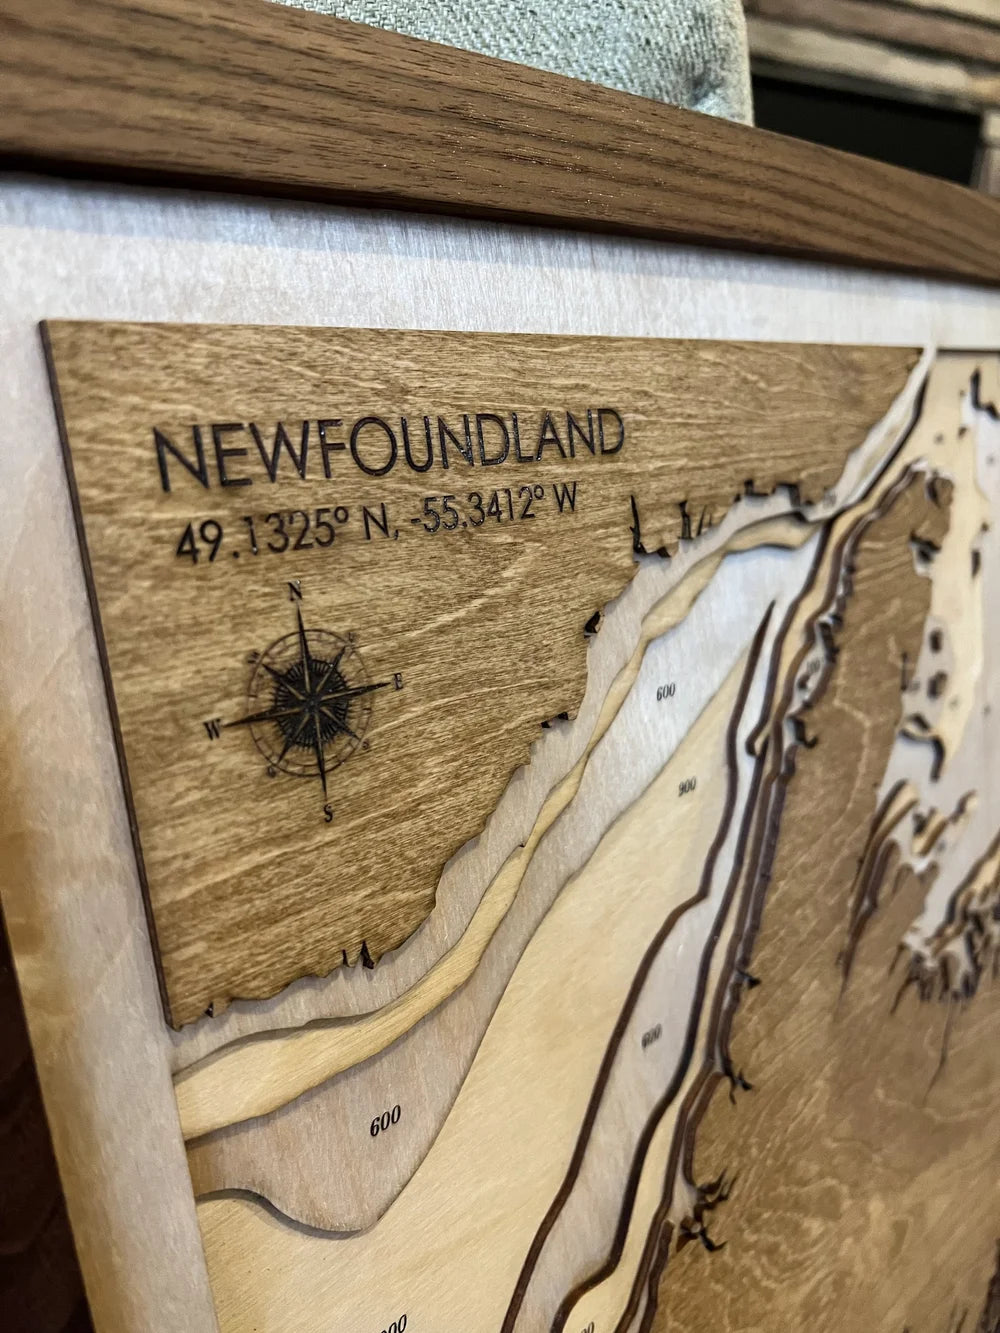 NEWFOUNDLAND
49.1325° N, -55.3412° W
N
W E
S
600
900
600
600